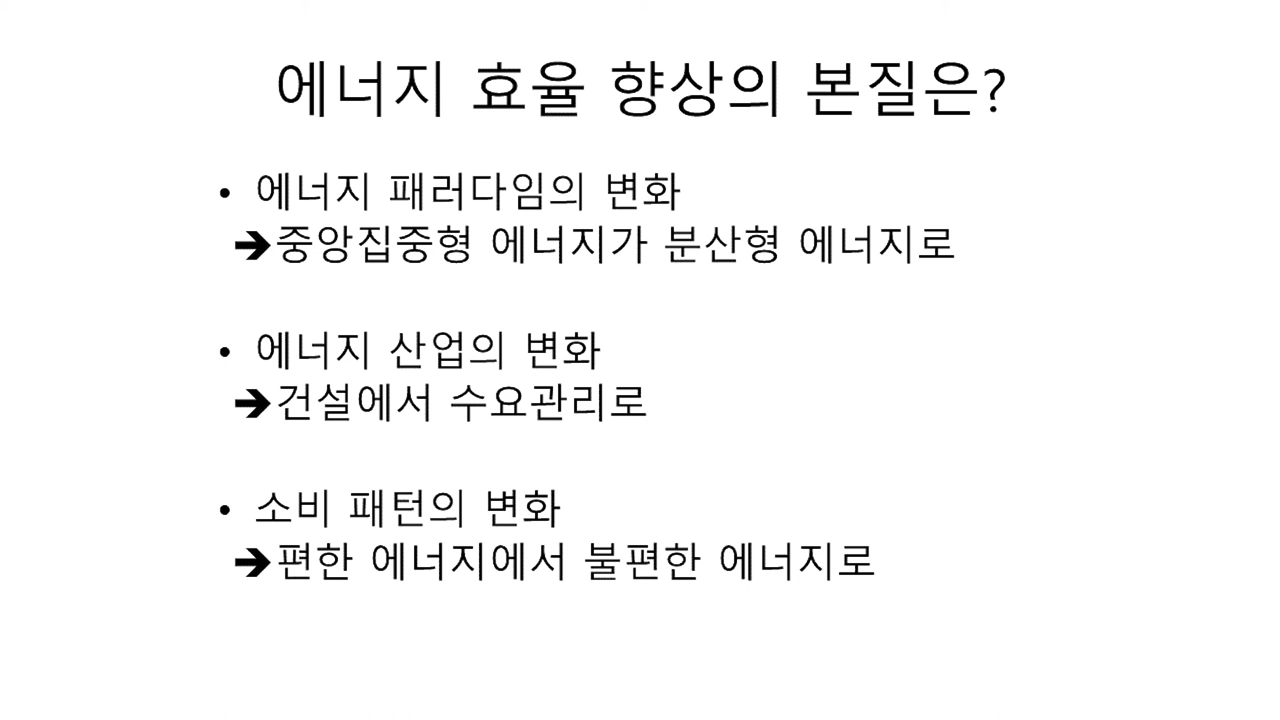 에너지 효율 향상의 본질은?
• 에너지 패러다임의 변화
➔중앙집중형 에너지가 분산형 에너지로
• 에너지 산업의 변화
➔건설에서 수요관리로
• 소비 패턴의 변화
➔편한 에너지에서 불편한 에너지로